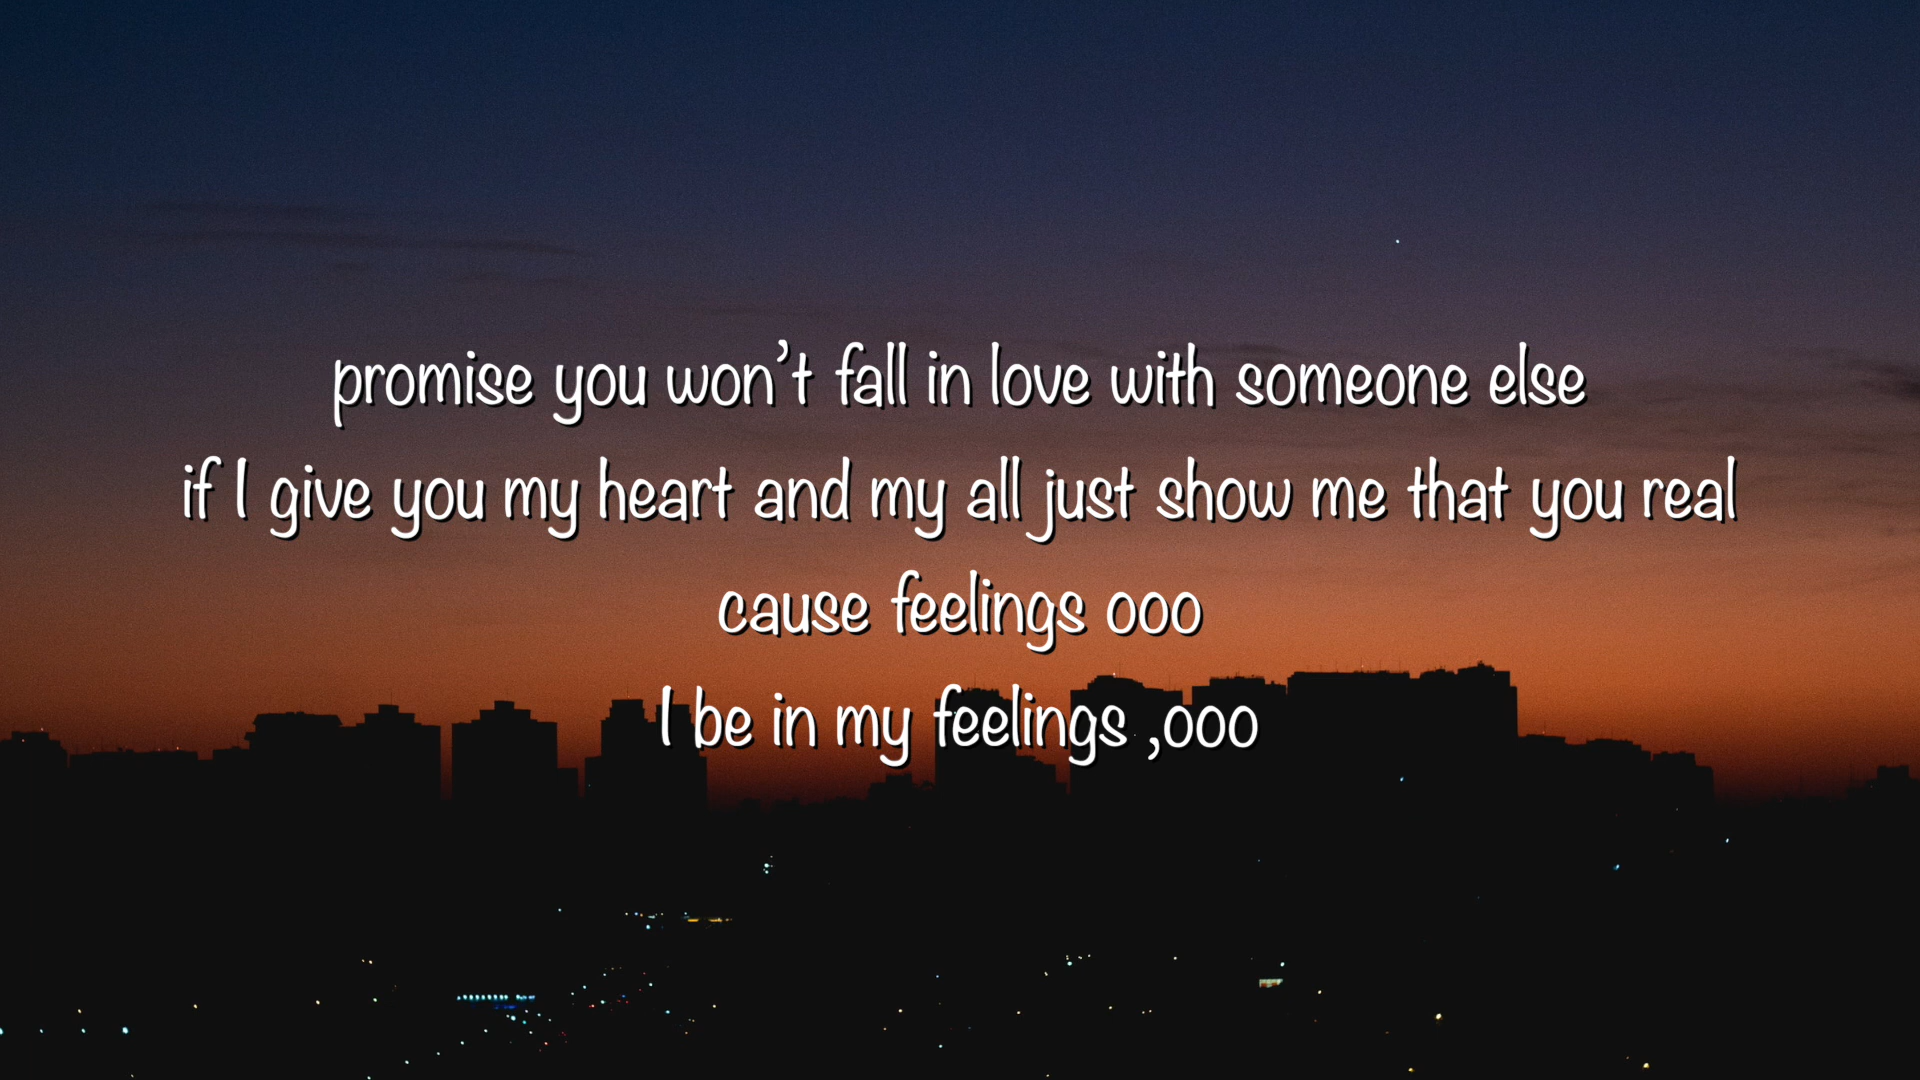 promise you won’t fall in love with someone else
if I give you my heart and my all just show me that you real
cause feelings ooo
I be in my feelings ,ooo